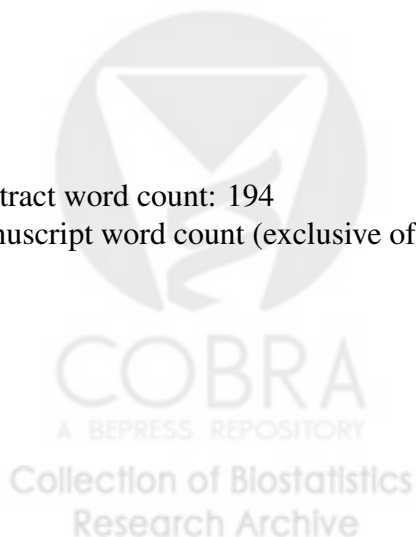 tract word count: 194
nuscript word count (exclusive of
COBRA
A BEPRESS REPOSITORY
Collection of Biostatistics
Research Archive